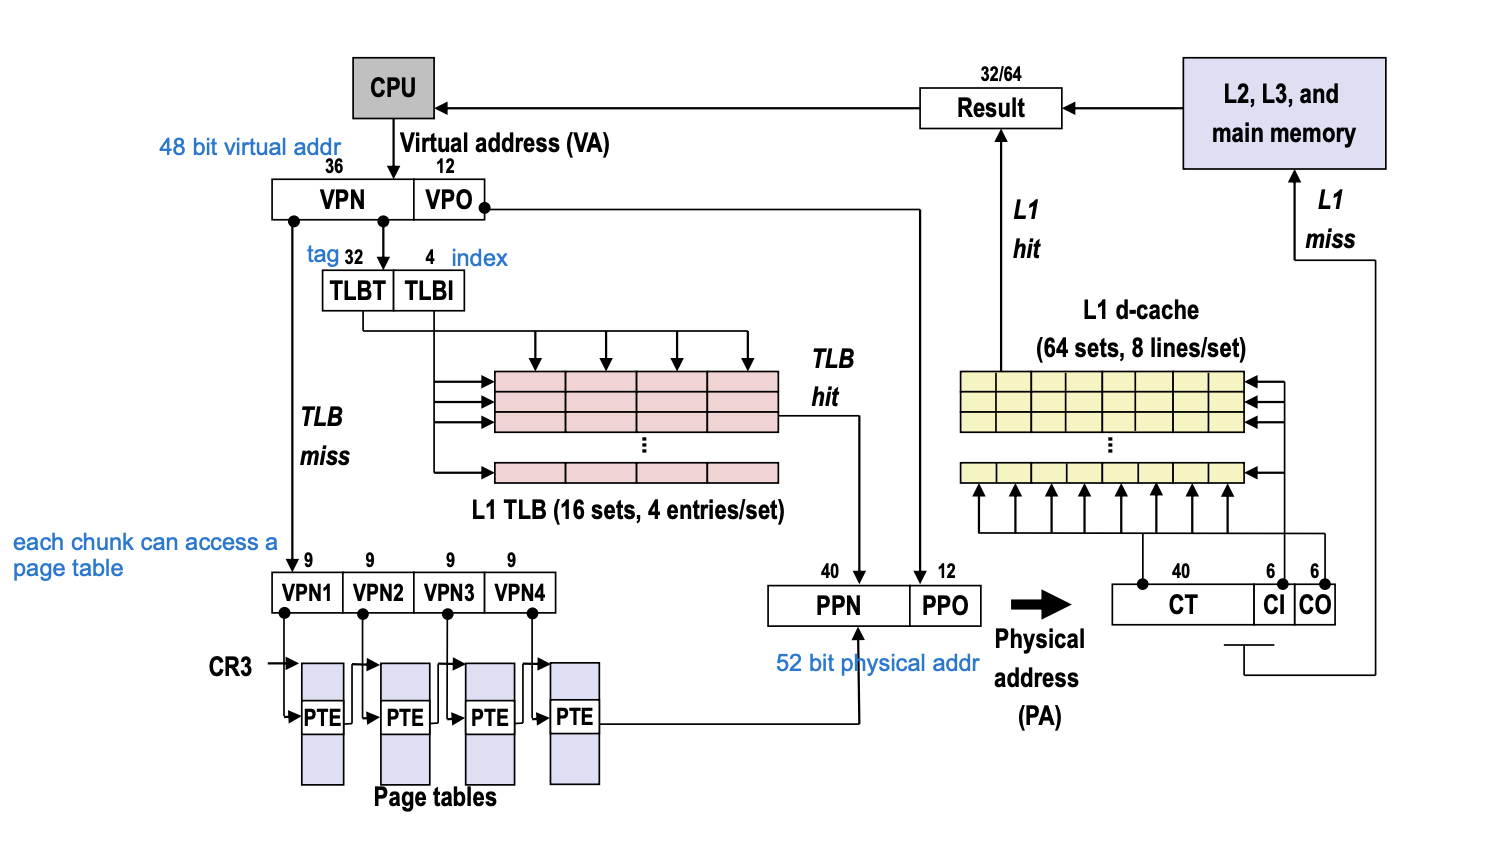 CPU
32/64
Result
L2, L3, and
main memory
48 bit virtual addr
Virtual address (VA)
36
12
VPN
VPO
L1
hit
L1
miss
tag
32
4
index
TLBT
TLBI
L1 d-cache
(64 sets, 8 lines/set)
TLB
hit
TLB
miss
...
...
L1 TLB (16 sets, 4 entries/set)
each chunk can access a
page table
9
9
9
9
VPN1
VPN2
VPN3
VPN4
40
12
PPN
PPO
40
6
6
CT
CI
CO
Physical
address
(PA)
52 bit physical addr
CR3
PTE
PTE
PTE
PTE
Page tables